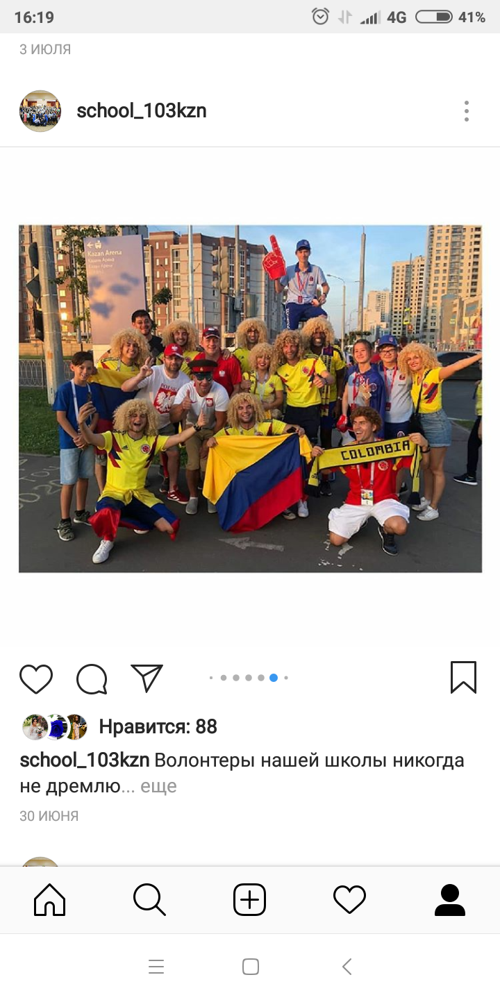 16:19
4G
41%
3 ИЮЛЯ
school_103kzn
Kazan Arena
POLSKA
COLOMBIA
Нравится: 88
school_103kzn Волонтеры нашей школы никогда
не дремлю... еще
30 ИЮНЯ